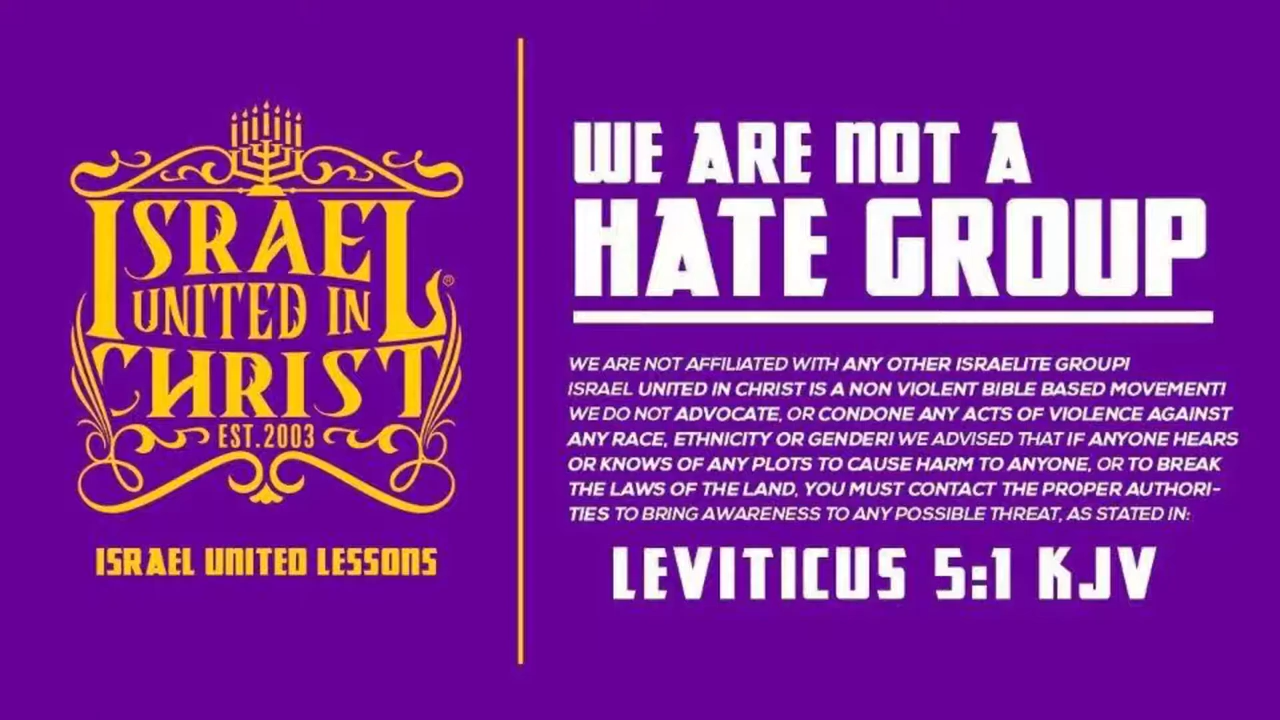 ISRAEL
UNITED IN
CHRIST
EST. 2003
ISRAEL UNITED LESSONS
WE ARE NOT A
HATE GROUP
WE ARE NOT AFFILIATED WITH ANY OTHER ISRAELITE GROUP!
ISRAEL UNITED IN CHRIST IS A NON VIOLENT BIBLE BASED MOVEMENT!
WE DO NOT ADVOCATE, OR CONDONE ANY ACTS OF VIOLENCE AGAINST
ANY RACE, ETHNICITY OR GENDER! WE ADVISED THAT IF ANYONE HEARS
OR KNOWS OF ANY PLOTS TO CAUSE HARM TO ANYONE, OR TO BREAK
THE LAWS OF THE LAND, YOU MUST CONTACT THE PROPER AUTHORI-
TIES TO BRING AWARENESS TO ANY POSSIBLE THREAT, AS STATED IN:
LEVITICUS 5:1 KJV